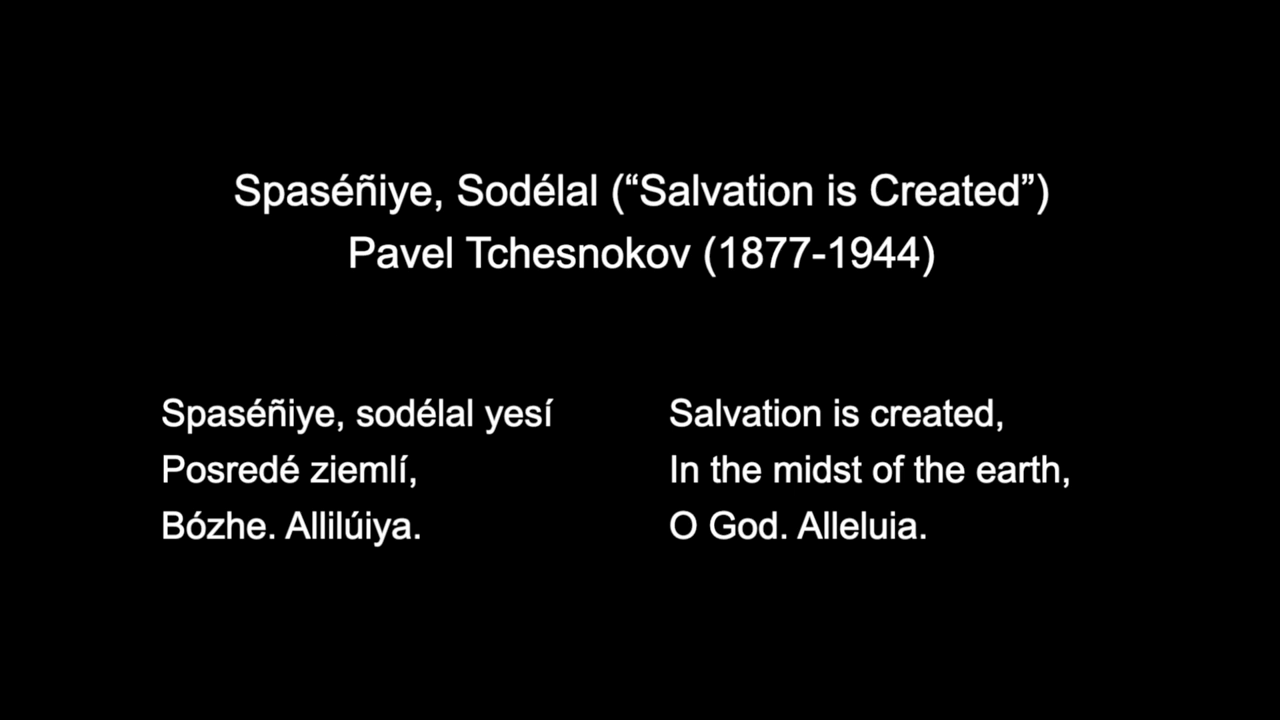 Spaséñiye, Sodélal (“Salvation is Created”)
Pavel Tchesnokov (1877-1944)
Spaséñiye, sodélal yesí
Posredé ziemlí,
Bózhe. Allilúiya.
Salvation is created,
In the midst of the earth,
O God. Alleluia.